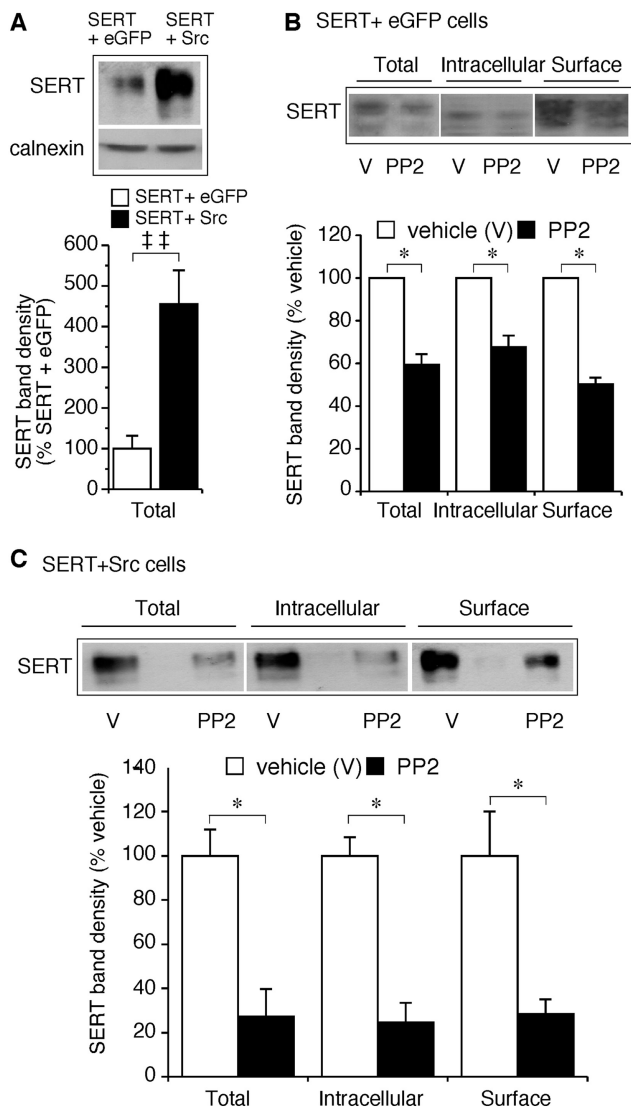 A
SERT + eGFP
SERT + Src
SERT
calnexin
SERT+ eGFP
SERT+ Src
‡ ‡
SERT band density
(% SERT + eGFP)
600
500
450
300
200
100
0
Total
B SERT+ eGFP cells
Total Intracellular Surface
SERT
V PP2 V PP2 V PP2
vehicle (V) PP2
* * *
SERT band density (% vehicle)
120
100
80
60
40
20
0
Total Intracellular Surface
C SERT+Src cells
Total Intracellular Surface
SERT
V PP2 V PP2 V PP2
vehicle (V) PP2
* * *
SERT band density (% vehicle)
140
120
100
80
60
40
20
0
Total Intracellular Surface